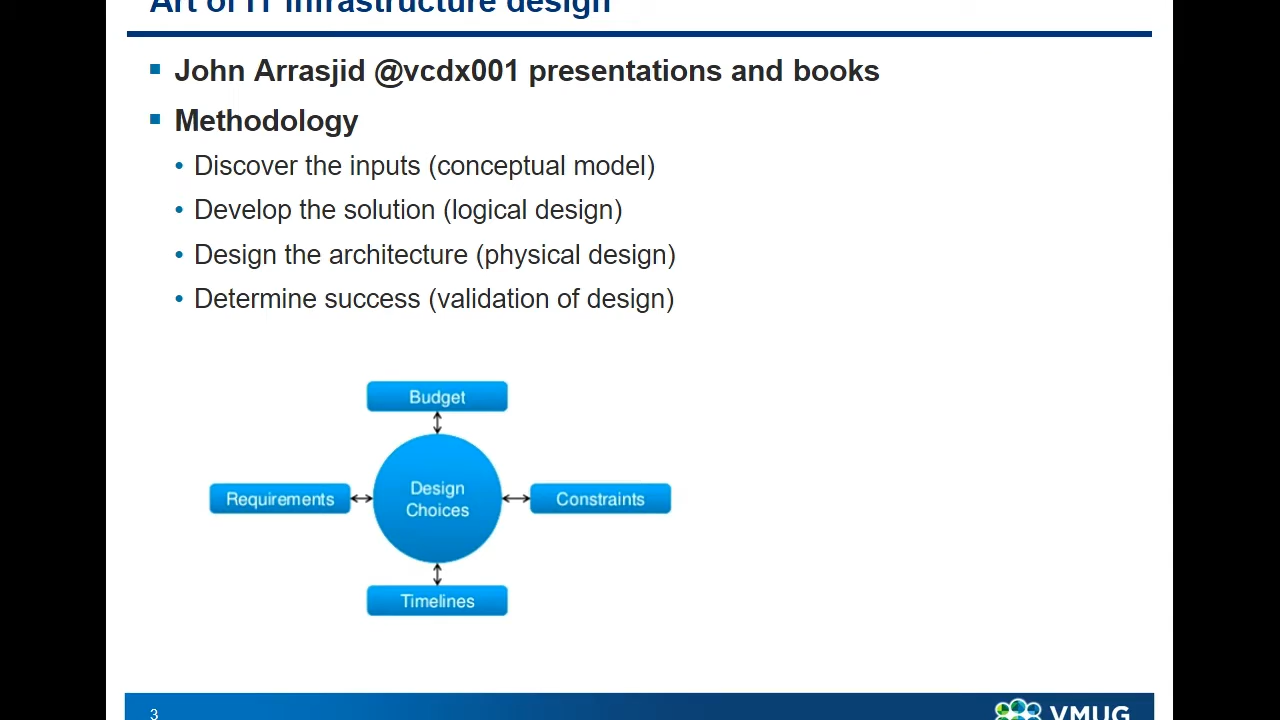 Art of IT infrastructure design
John Arrasjid @vcdx001 presentations and books
Methodology
Discover the inputs (conceptual model)
Develop the solution (logical design)
Design the architecture (physical design)
Determine success (validation of design)
Budget
Requirements
Design
Choices
Constraints
Timelines
3
VMUG